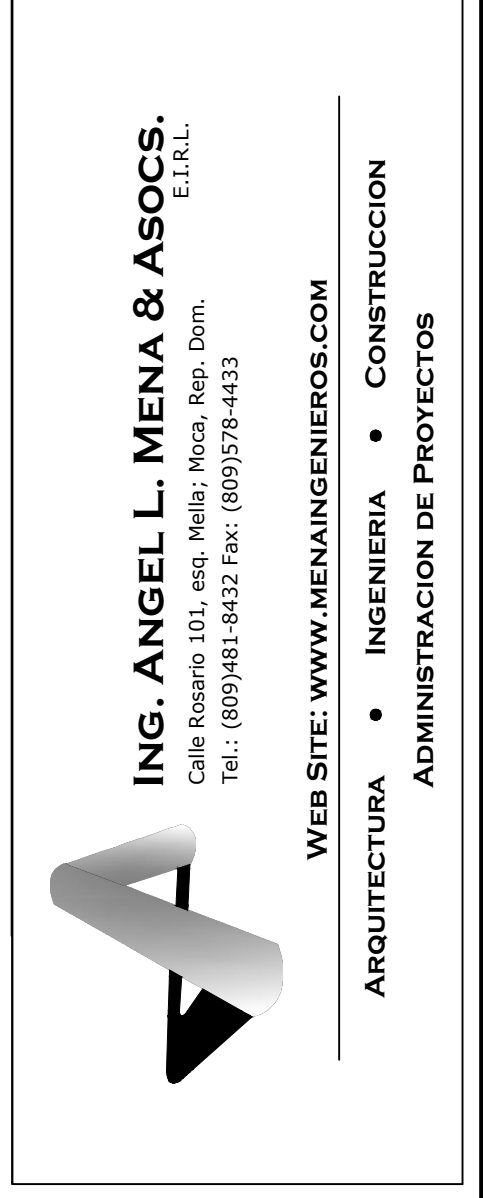 ING. ANGEL L. MENA & ASOCS.
E.I.R.L.
Calle Rosario 101, esq. Mella; Moca, Rep. Dom.
Tel.: (809)481-8432 Fax: (809)578-4433
WEB SITE: WWW.MENAINGENIEROS.COM
ARQUITECTURA ● INGENIERIA ● CONSTRUCCION
ADMINISTRACION DE PROYECTOS